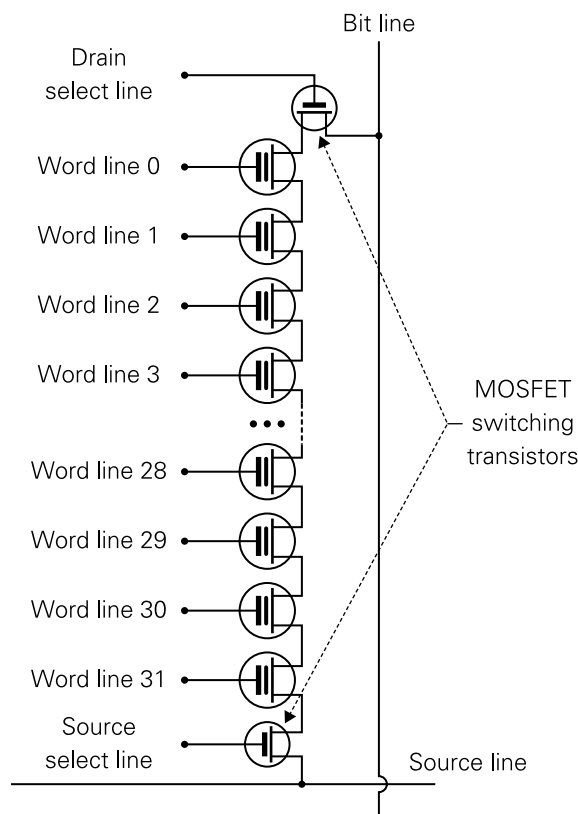 Bit line
Drain
select line
Word line 0
Word line 1
Word line 2
Word line 3
MOSFET
switching
transistors
Word line 28
Word line 29
Word line 30
Word line 31
Source
select line
Source line